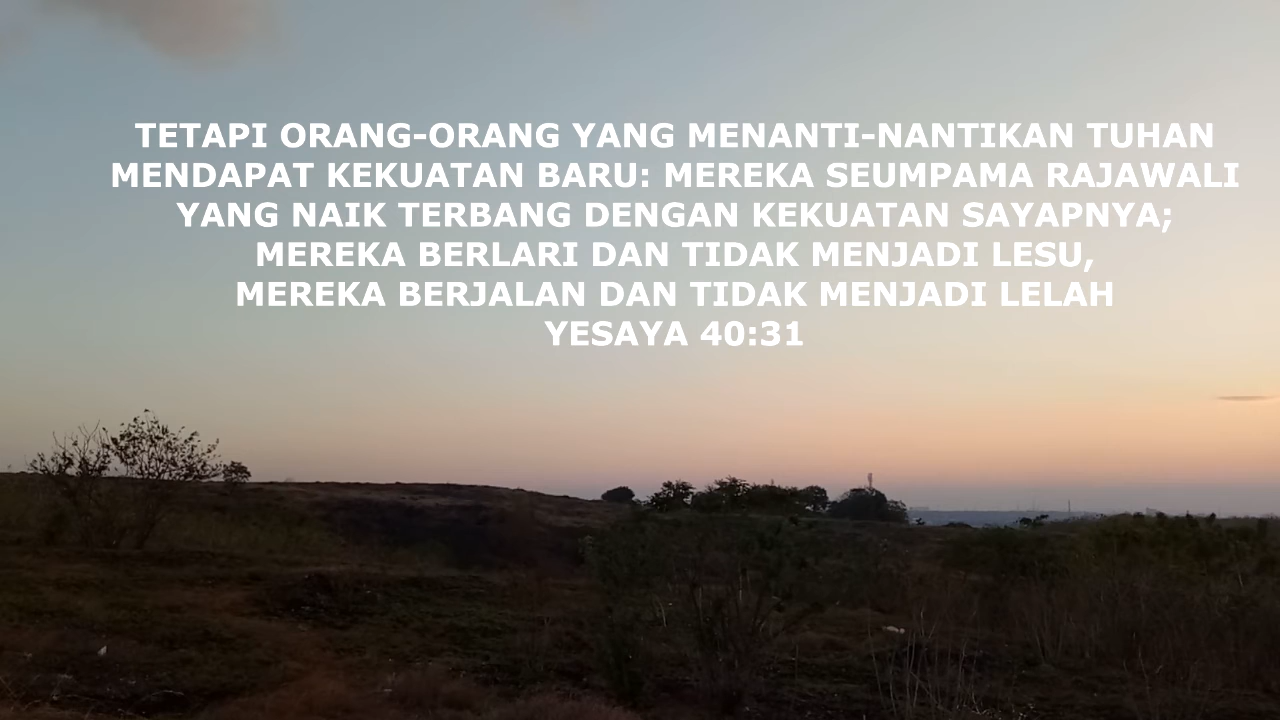 TETAPI ORANG-ORANG YANG MENANTI-NANTIKAN TUHAN
MENDAPAT KEKUATAN BARU: MEREKA SEUMPAMA RAJAWALI
YANG NAIK TERBANG DENGAN KEKUATAN SAYAPNYA;
MEREKA BERLARI DAN TIDAK MENJADI LESU,
MEREKA BERJALAN DAN TIDAK MENJADI LELAH
YESAYA 40:31